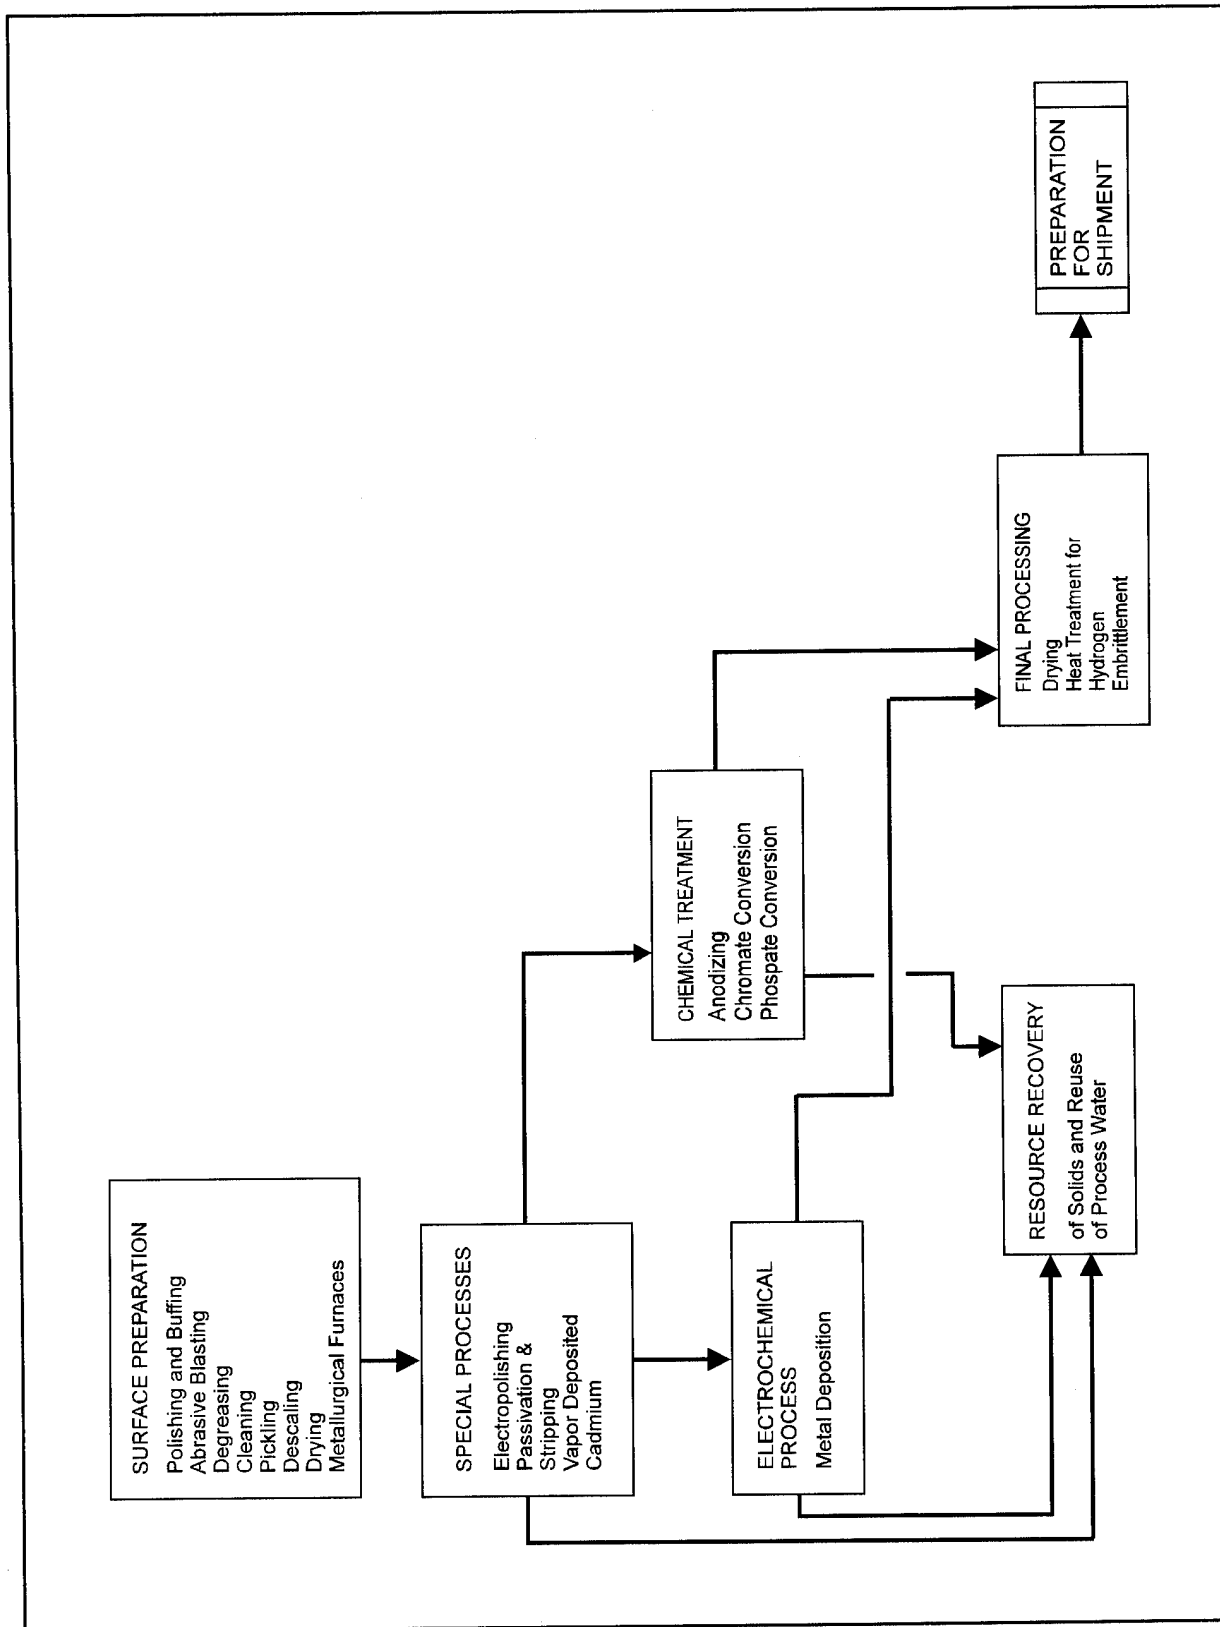 SURFACE PREPARATION
Polishing and Buffing
Abrasive Blasting
Degreasing
Cleaning
Pickling
Descaling
Drying
Metallurgical Furnaces
SPECIAL PROCESSES
Electropolishing
Passivation &
Stripping
Vapor Deposited
Cadmium
ELECTROCHEMICAL
PROCESS
Metal Deposition
CHEMICAL TREATMENT
Anodizing
Chromate Conversion
Phospate Conversion
RESOURCE RECOVERY
of Solids and Reuse
of Process Water
FINAL PROCESSING
Drying
Heat Treatment for
Hydrogen
Embrittlement
PREPARATION
FOR
SHIPMENT